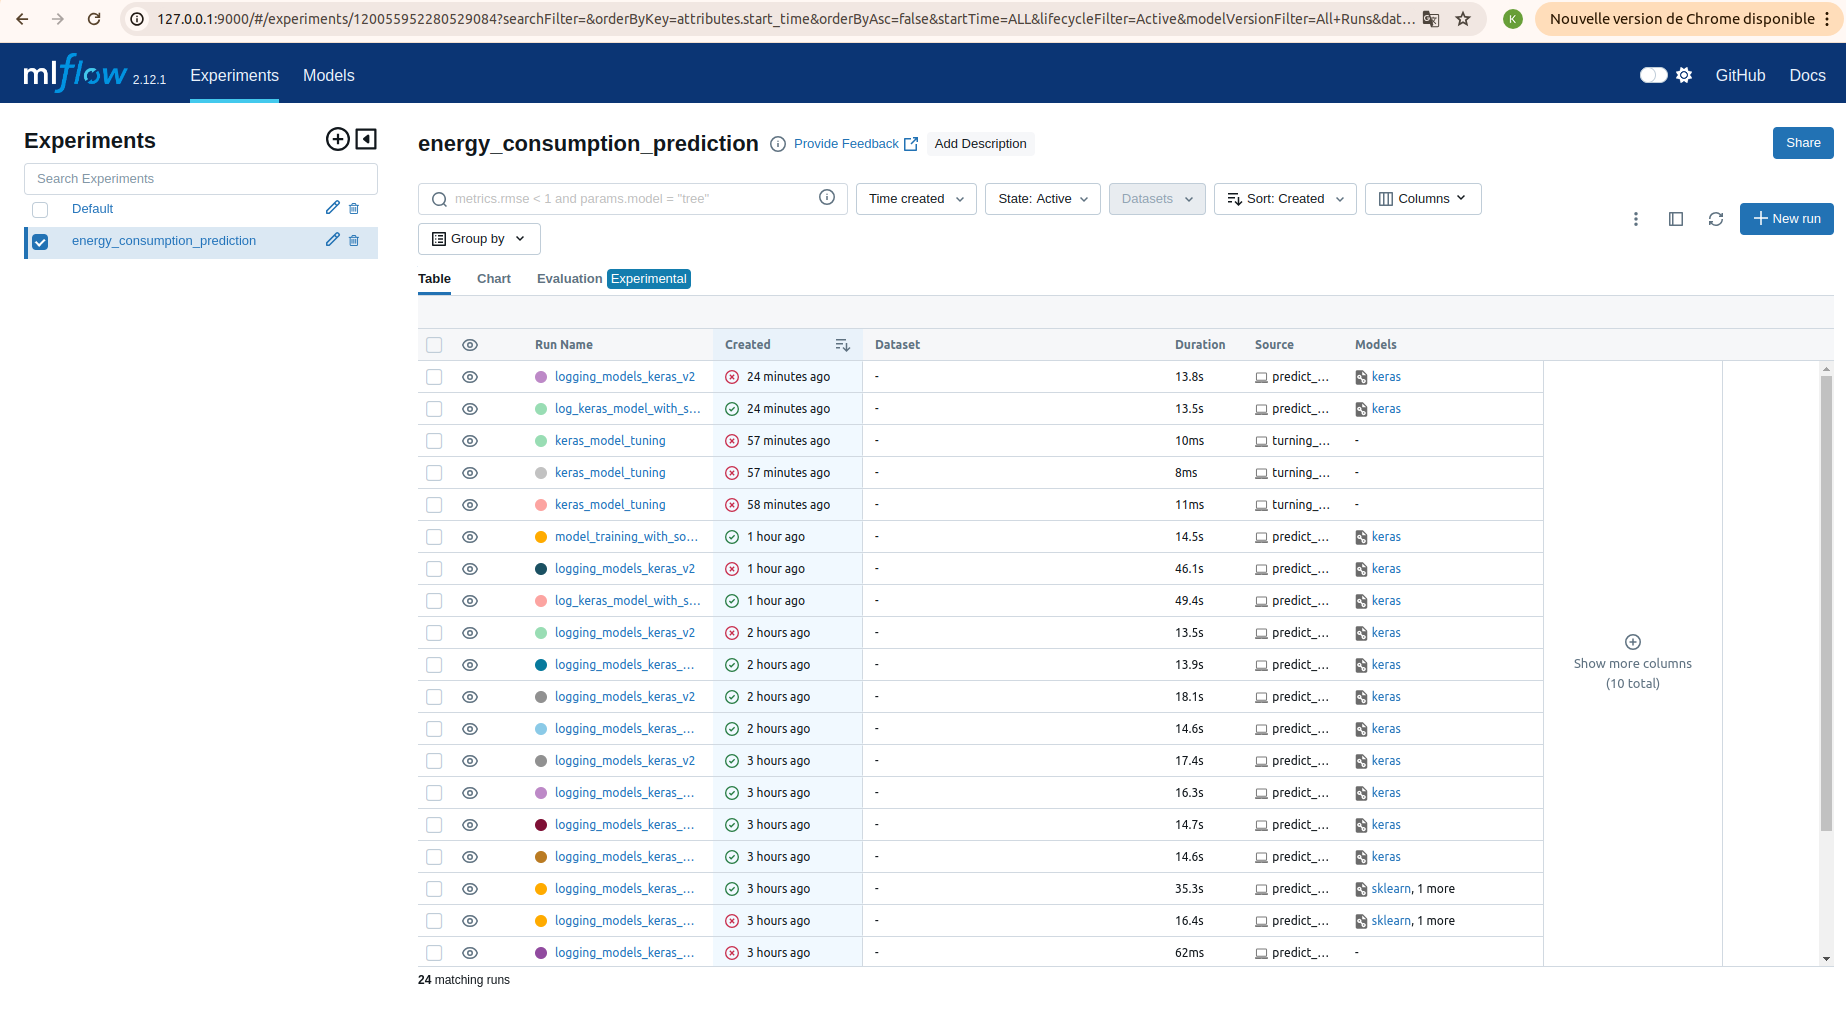 127.0.0.1:9000/#/experiments/120055952280529084?searchFilter=&orderByKey=attributes.start_time&orderByAsc=false&startTime=ALL&lifecycleFilter=Active&modelVersionFilter=All+Runs&dat...
K
Nouvelle version de Chrome disponible
mlflow 2.12.1 Experiments Models GitHub Docs
Experiments
Search Experiments
Default
energy_consumption_prediction
energy_consumption_prediction Provide Feedback Add Description Share
metrics.rmse < 1 and params.model = "tree" Time created State: Active Datasets Sort: Created Columns
New run
Group by
Table Chart Evaluation Experimental
Run Name Created Dataset Duration Source Models
logging_models_keras_v2 24 minutes ago - 13.8s predict_... keras
log_keras_model_with_s... 24 minutes ago - 13.5s predict_... keras
keras_model_tuning 57 minutes ago - 10ms turning_... -
keras_model_tuning 57 minutes ago - 8ms turning_... -
keras_model_tuning 58 minutes ago - 11ms turning_... -
model_training_with_so... 1 hour ago - 14.5s predict_... keras
logging_models_keras_v2 1 hour ago - 46.1s predict_... keras
log_keras_model_with_s... 1 hour ago - 49.4s predict_... keras
logging_models_keras_v2 2 hours ago - 13.5s predict_... keras
logging_models_keras_... 2 hours ago - 13.9s predict_... keras
logging_models_keras_v2 2 hours ago - 18.1s predict_... keras
logging_models_keras_... 2 hours ago - 14.6s predict_... keras
logging_models_keras_v2 3 hours ago - 17.4s predict_... keras
logging_models_keras_... 3 hours ago - 16.3s predict_... keras
logging_models_keras_... 3 hours ago - 14.7s predict_... keras
logging_models_keras_... 3 hours ago - 14.6s predict_... keras
logging_models_keras_... 3 hours ago - 35.3s predict_... sklearn, 1 more
logging_models_keras_... 3 hours ago - 16.4s predict_... sklearn, 1 more
logging_models_keras_... 3 hours ago - 62ms predict_... -
Show more columns
(10 total)
24 matching runs